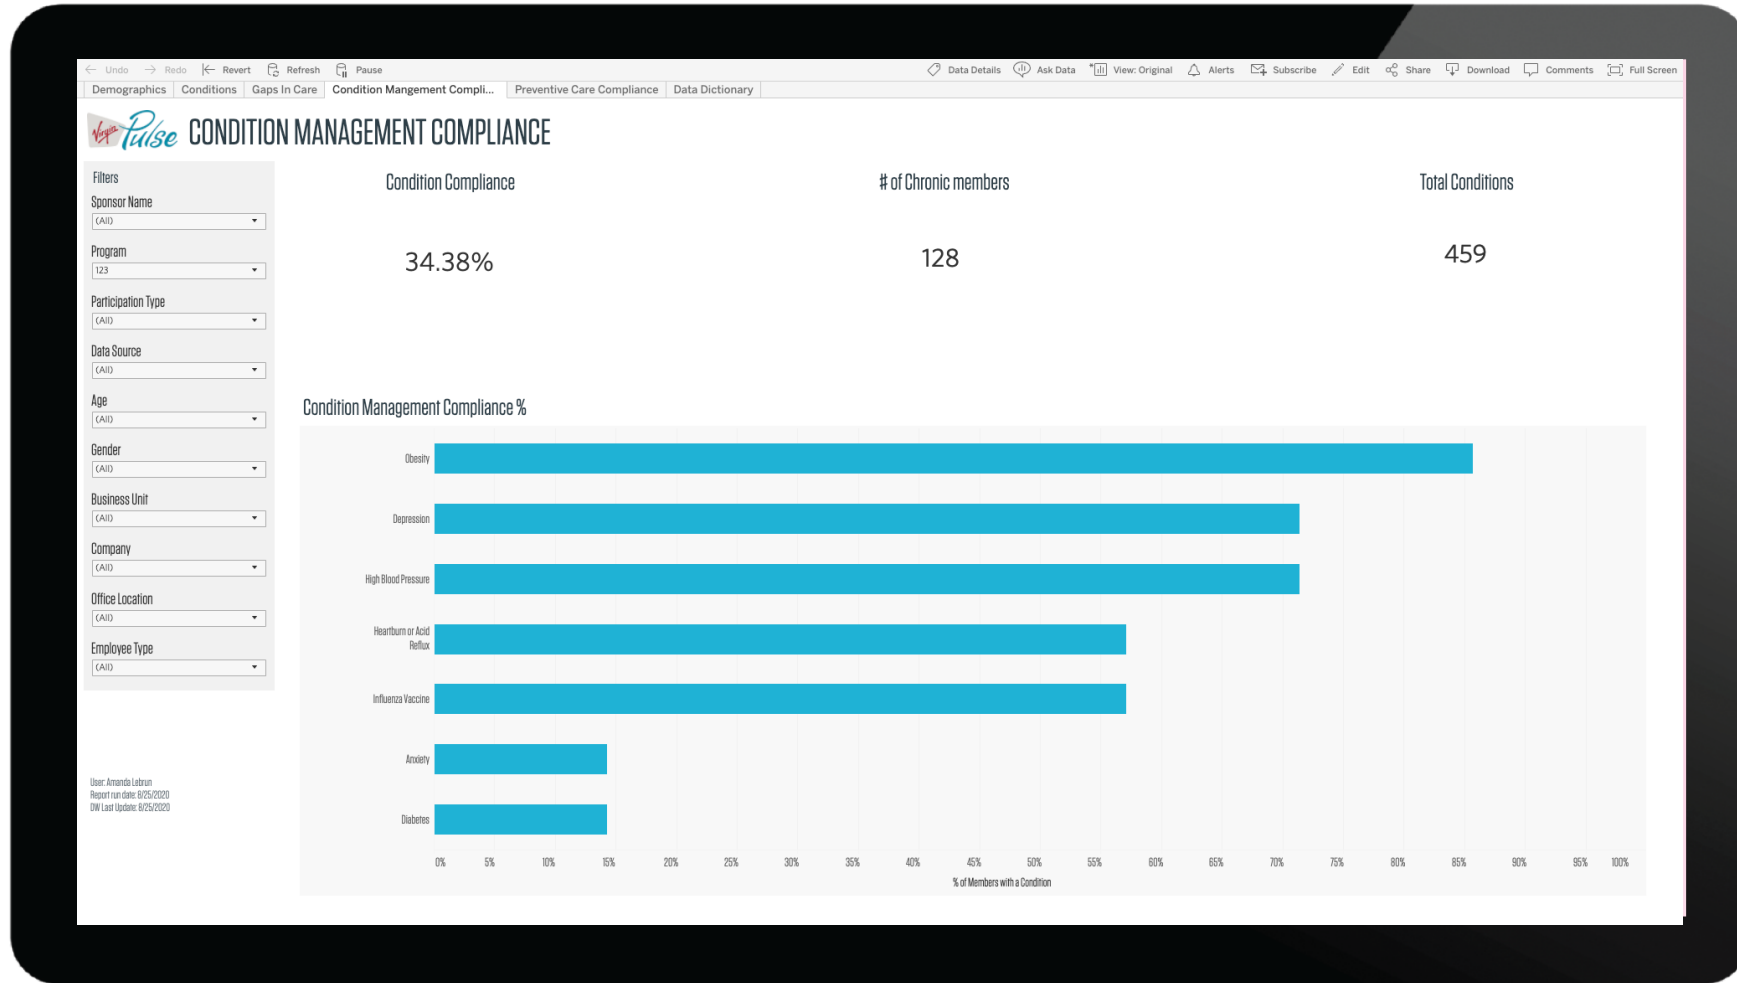 Undo Redo Revert Refresh Pause Data Details Ask Data View: Original Alerts Subscribe Edit Share Download Comments Full Screen
Demographics Conditions Gaps In Care Condition Mangement Compli... Preventive Care Compliance Data Dictionary
Virgin Pulse CONDITION MANAGEMENT COMPLIANCE
Filters
Sponsor Name
(All)
Program
123
Participation Type
(All)
Data Source
(All)
Age
(All)
Gender
(All)
Business Unit
(All)
Company
(All)
Office Location
(All)
Employee Type
(All)
User: Amanda Lebrun
Report run date: 8/25/2020
DW Last Update: 8/25/2020
Condition Compliance
34.38%
# of Chronic members
128
Total Conditions
459
Condition Management Compliance %
Obesity
Depression
High Blood Pressure
Heartburn or Acid
Reflux
Influenza Vaccine
Anxiety
Diabetes
0% 5% 10% 15% 20% 25% 30% 35% 40% 45% 50% 55% 60% 65% 70% 75% 80% 85% 90% 95% 100%
% of Members with a Condition